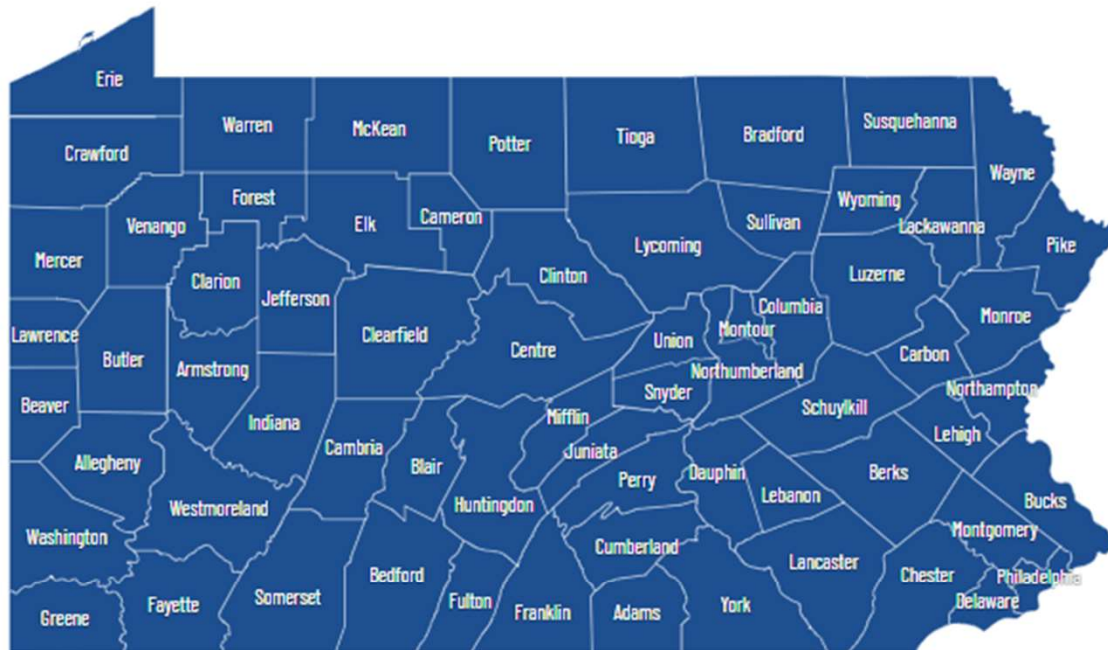 Erie
Warren
McKean
Potter
Tioga
Bradford
Susquehanna
Wayne
Crawford
Forest
Venango
Elk
Cameron
Lycoming
Sullivan
Wyoming
Lackawanna
Pike
Mercer
Clarion
Jefferson
Clinton
Luzerne
Columbia
Monroe
Lawrence
Butler
Armstrong
Clearfield
Centre
Union
Montour
Carbon
Beaver
Indiana
Snyder
Northumberland
Northampton
Schuylkill
Mifflin
Lehigh
Allegheny
Cambria
Blair
Juniata
Huntingdon
Perry
Dauphin
Lebanon
Berks
Bucks
Westmoreland
Washington
Cumberland
Montgomery
Lancaster
Bedford
Somerset
Fayette
Greene
Fulton
Franklin
Adams
York
Chester
Philadelphia
Delaware